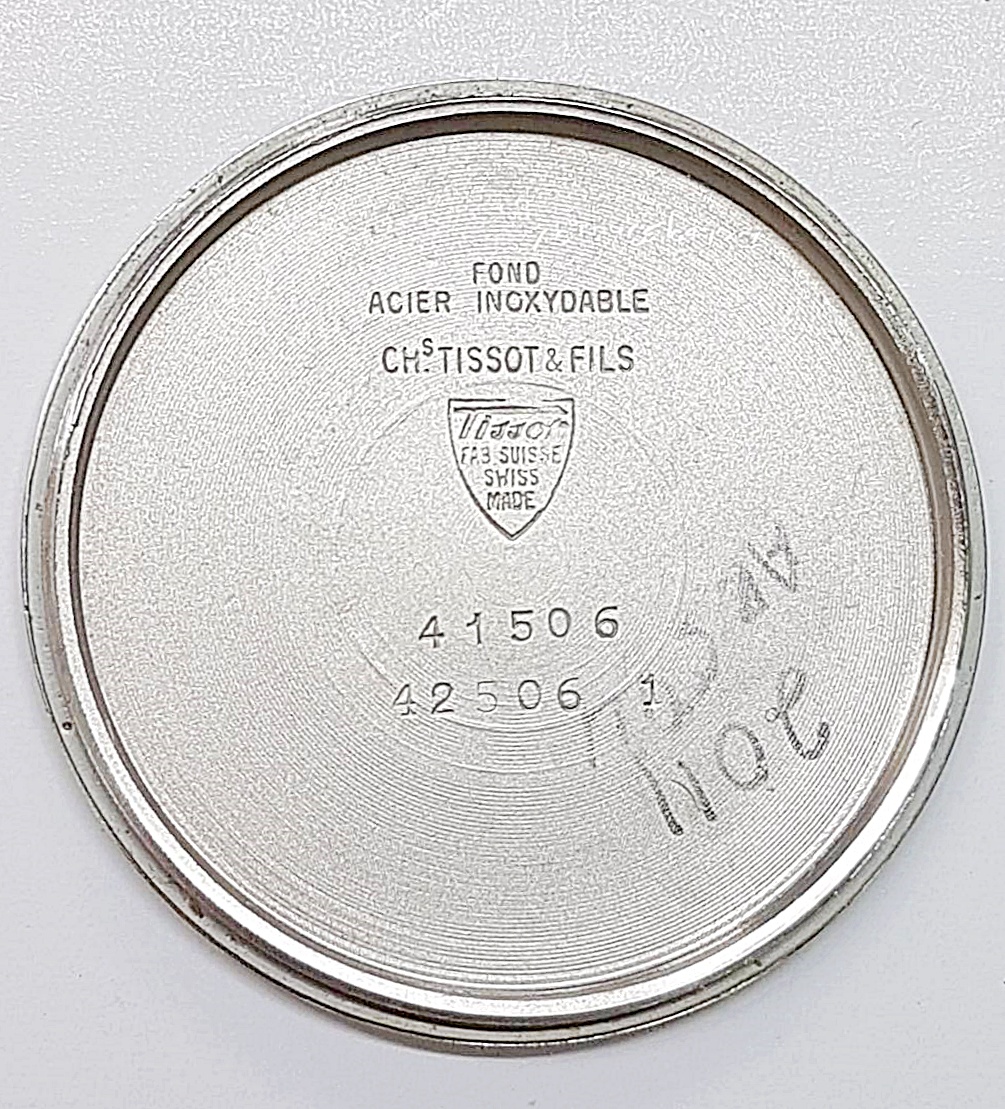 FOND
ACIER INOXYDABLE
CHS. TISSOT & FILS
Tissot
FAB SUISSE
SWISS
MADE
41506
42506 1